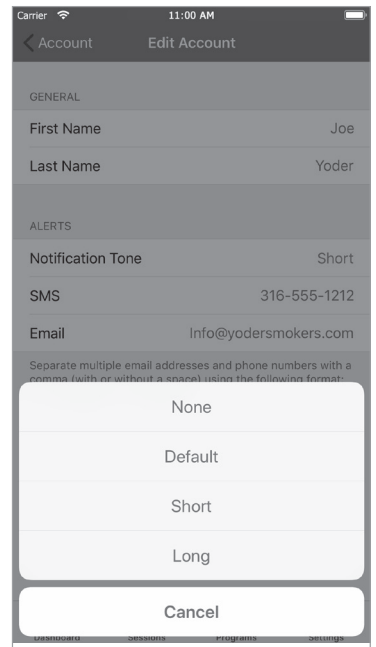 Carrier 11:00 AM
Account Edit Account
GENERAL
First Name Joe
Last Name Yoder
ALERTS
Notification Tone Short
SMS 316-555-1212
Email Info@yodersmokers.com
Separate multiple email addresses and phone numbers with a
comma (with or without a space) using the following format:
None
Default
Short
Long
Cancel
Dashboard Sessions Programs Settings